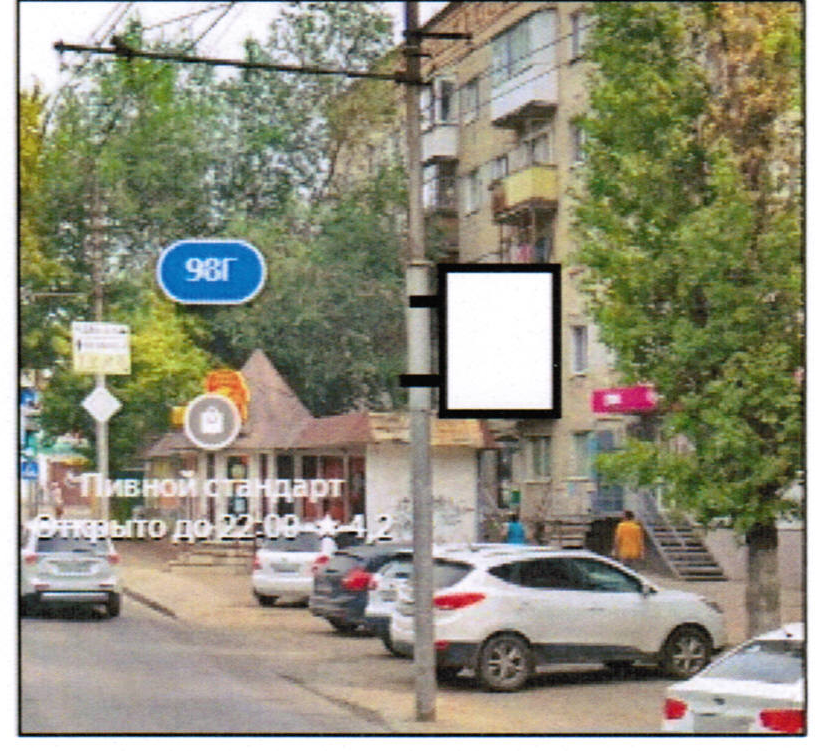 98Г
Пивной стандарт
Открыто до 22:00 ★ 4,2